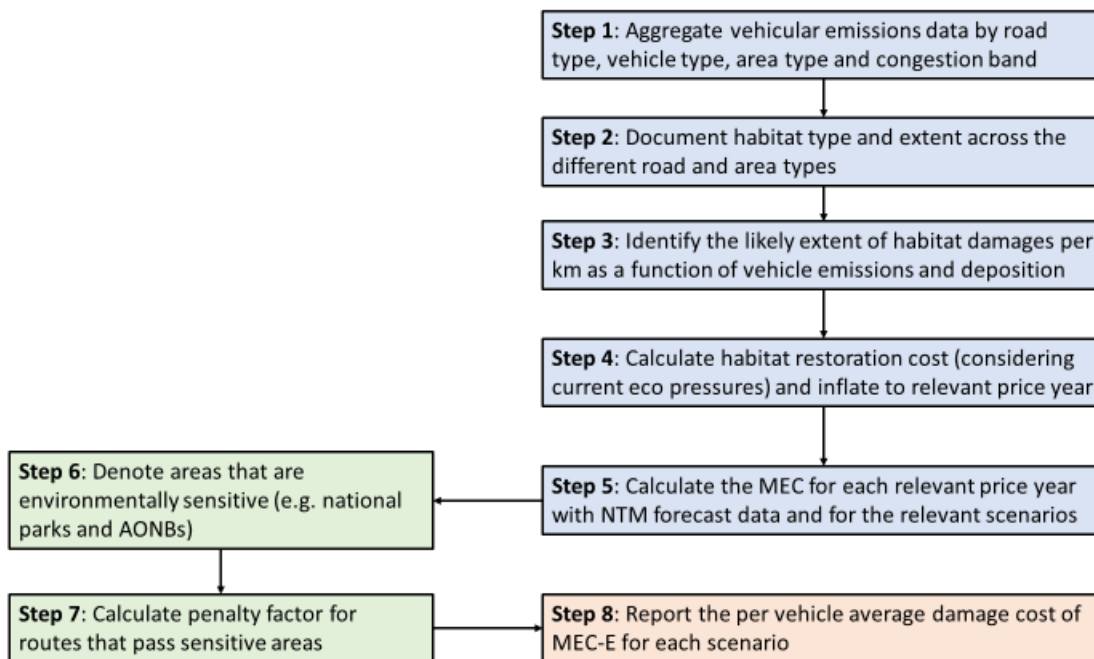 Step 1: Aggregate vehicular emissions data by road
type, vehicle type, area type and congestion band
Step 2: Document habitat type and extent across the
different road and area types
Step 3: Identify the likely extent of habitat damages per
km as a function of vehicle emissions and deposition
Step 4: Calculate habitat restoration cost (considering
current eco pressures) and inflate to relevant price year
Step 5: Calculate the MEC for each relevant price year
with NTM forecast data and for the relevant scenarios
Step 6: Denote areas that are
environmentally sensitive (e.g. national
parks and AONBs)
Step 7: Calculate penalty factor for
routes that pass sensitive areas
Step 8: Report the per vehicle average damage cost of
MEC-E for each scenario